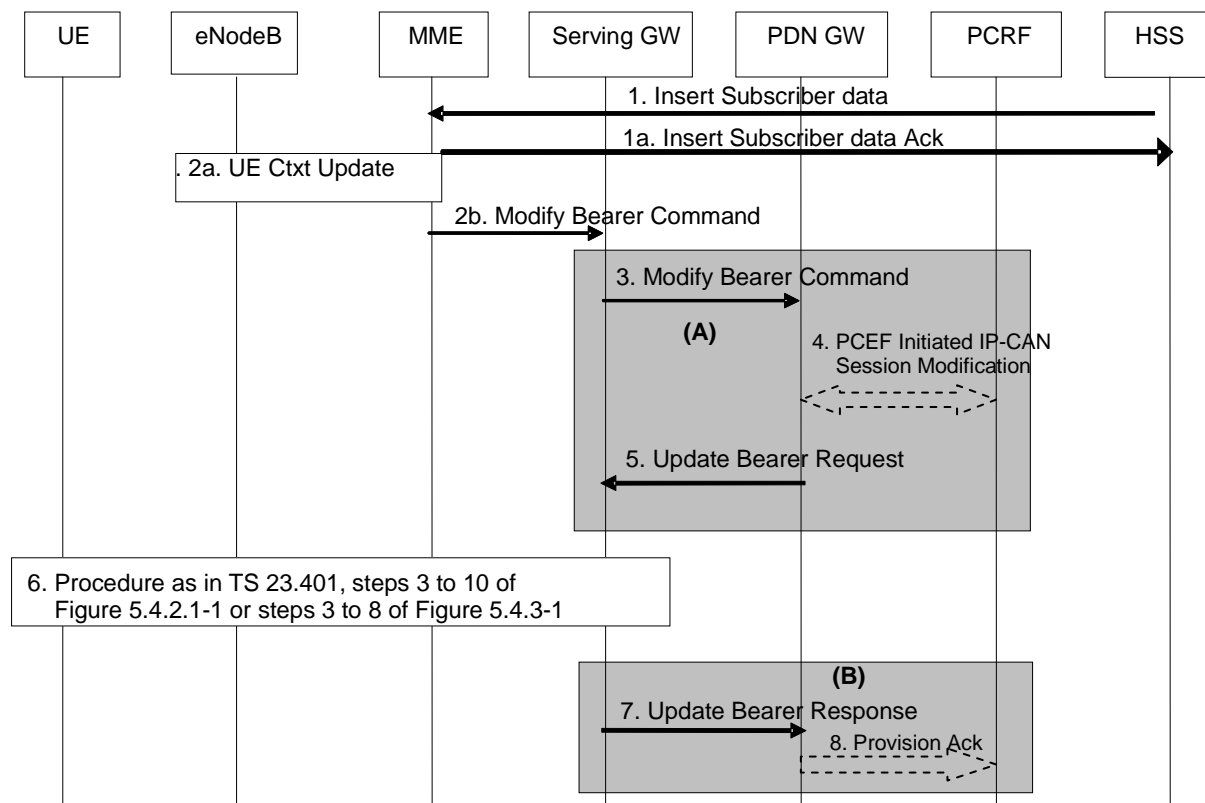 UE
eNodeB
MME
Serving GW
PDN GW
PCRF
HSS
1. Insert Subscriber data
1a. Insert Subscriber data Ack
. 2a. UE Ctxt Update
2b. Modify Bearer Command
3. Modify Bearer Command
(A)
4. PCEF Initiated IP-CAN
Session Modification
5. Update Bearer Request
6. Procedure as in TS 23.401, steps 3 to 10 of
Figure 5.4.2.1-1 or steps 3 to 8 of Figure 5.4.3-1
(B)
7. Update Bearer Response
8. Provision Ack